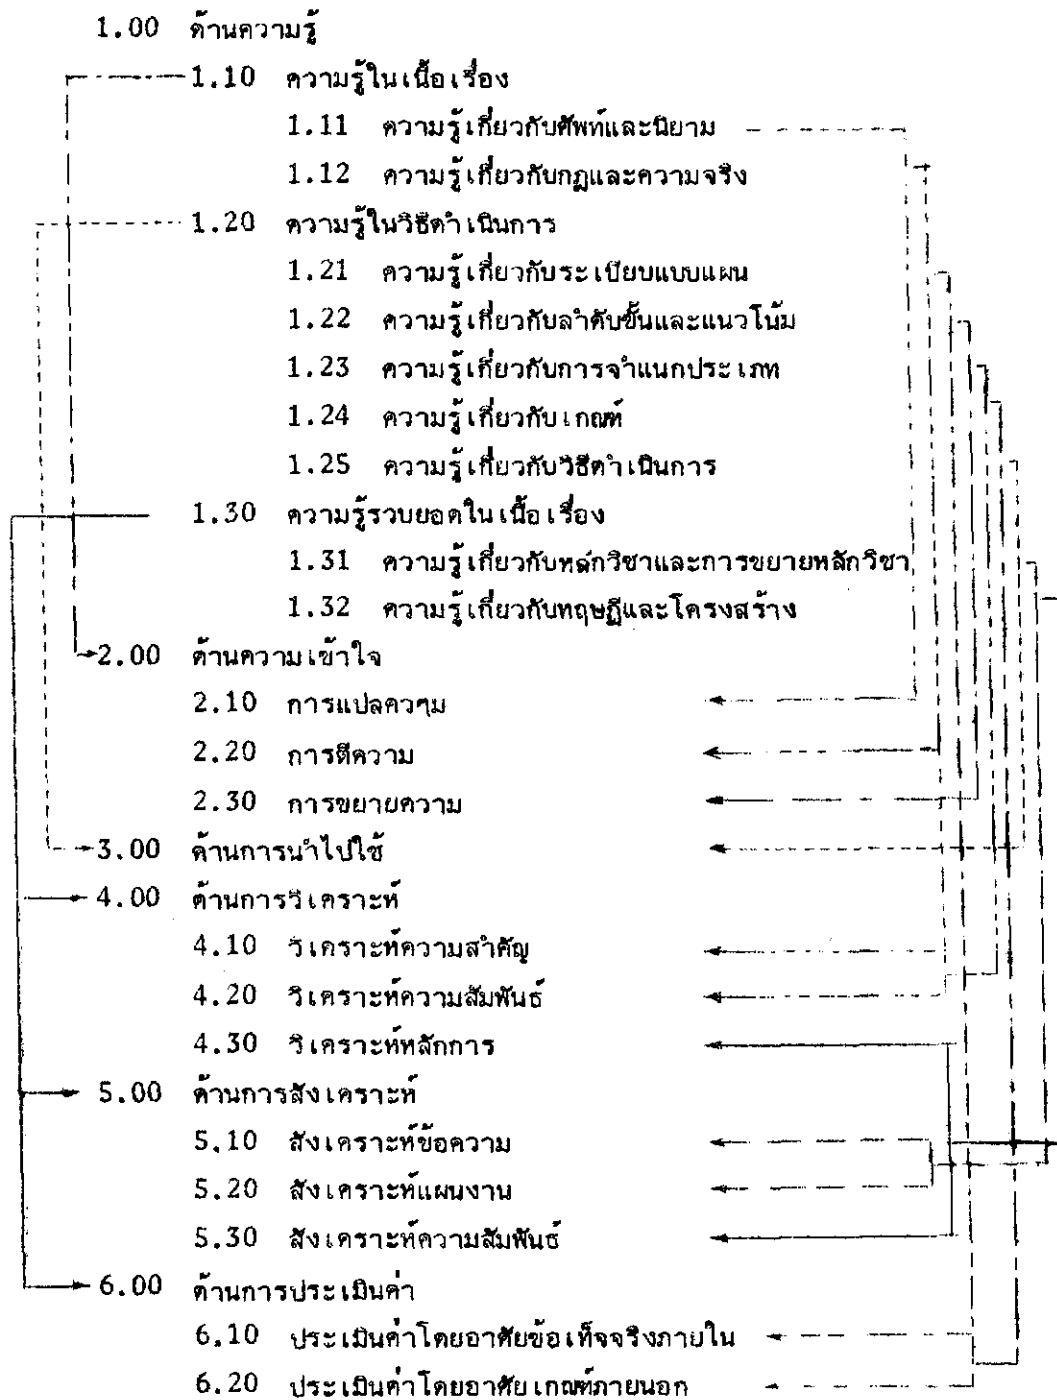 1.00 ด้านความรู้
1.10 ความรู้ในเนื้อเรื่อง
1.11 ความรู้เกี่ยวกับศัพท์และนิยาม
1.12 ความรู้เกี่ยวกับกฎและความจริง
1.20 ความรู้ในวิธีดำเนินการ
1.21 ความรู้เกี่ยวกับระเบียบแบบแผน
1.22 ความรู้เกี่ยวกับลำดับขั้นและแนวโน้ม
1.23 ความรู้เกี่ยวกับการจำแนกประเภท
1.24 ความรู้เกี่ยวกับเกณฑ์
1.25 ความรู้เกี่ยวกับวิธีดำเนินการ
1.30 ความรู้รวบยอดในเนื้อเรื่อง
1.31 ความรู้เกี่ยวกับหลักวิชาและการขยายหลักวิชา
1.32 ความรู้เกี่ยวกับทฤษฎีและโครงสร้าง
2.00 ด้านความเข้าใจ
2.10 การแปลความ
2.20 การตีความ
2.30 การขยายความ
3.00 ด้านการนำไปใช้
4.00 ด้านการวิเคราะห์
4.10 วิเคราะห์ความสำคัญ
4.20 วิเคราะห์ความสัมพันธ์
4.30 วิเคราะห์หลักการ
5.00 ด้านการสังเคราะห์
5.10 สังเคราะห์ข้อความ
5.20 สังเคราะห์แผนงาน
5.30 สังเคราะห์ความสัมพันธ์
6.00 ด้านการประเมินค่า
6.10 ประเมินค่าโดยอาศัยข้อเท็จจริงภายใน
6.20 ประเมินค่าโดยอาศัยเกณฑ์ภายนอก